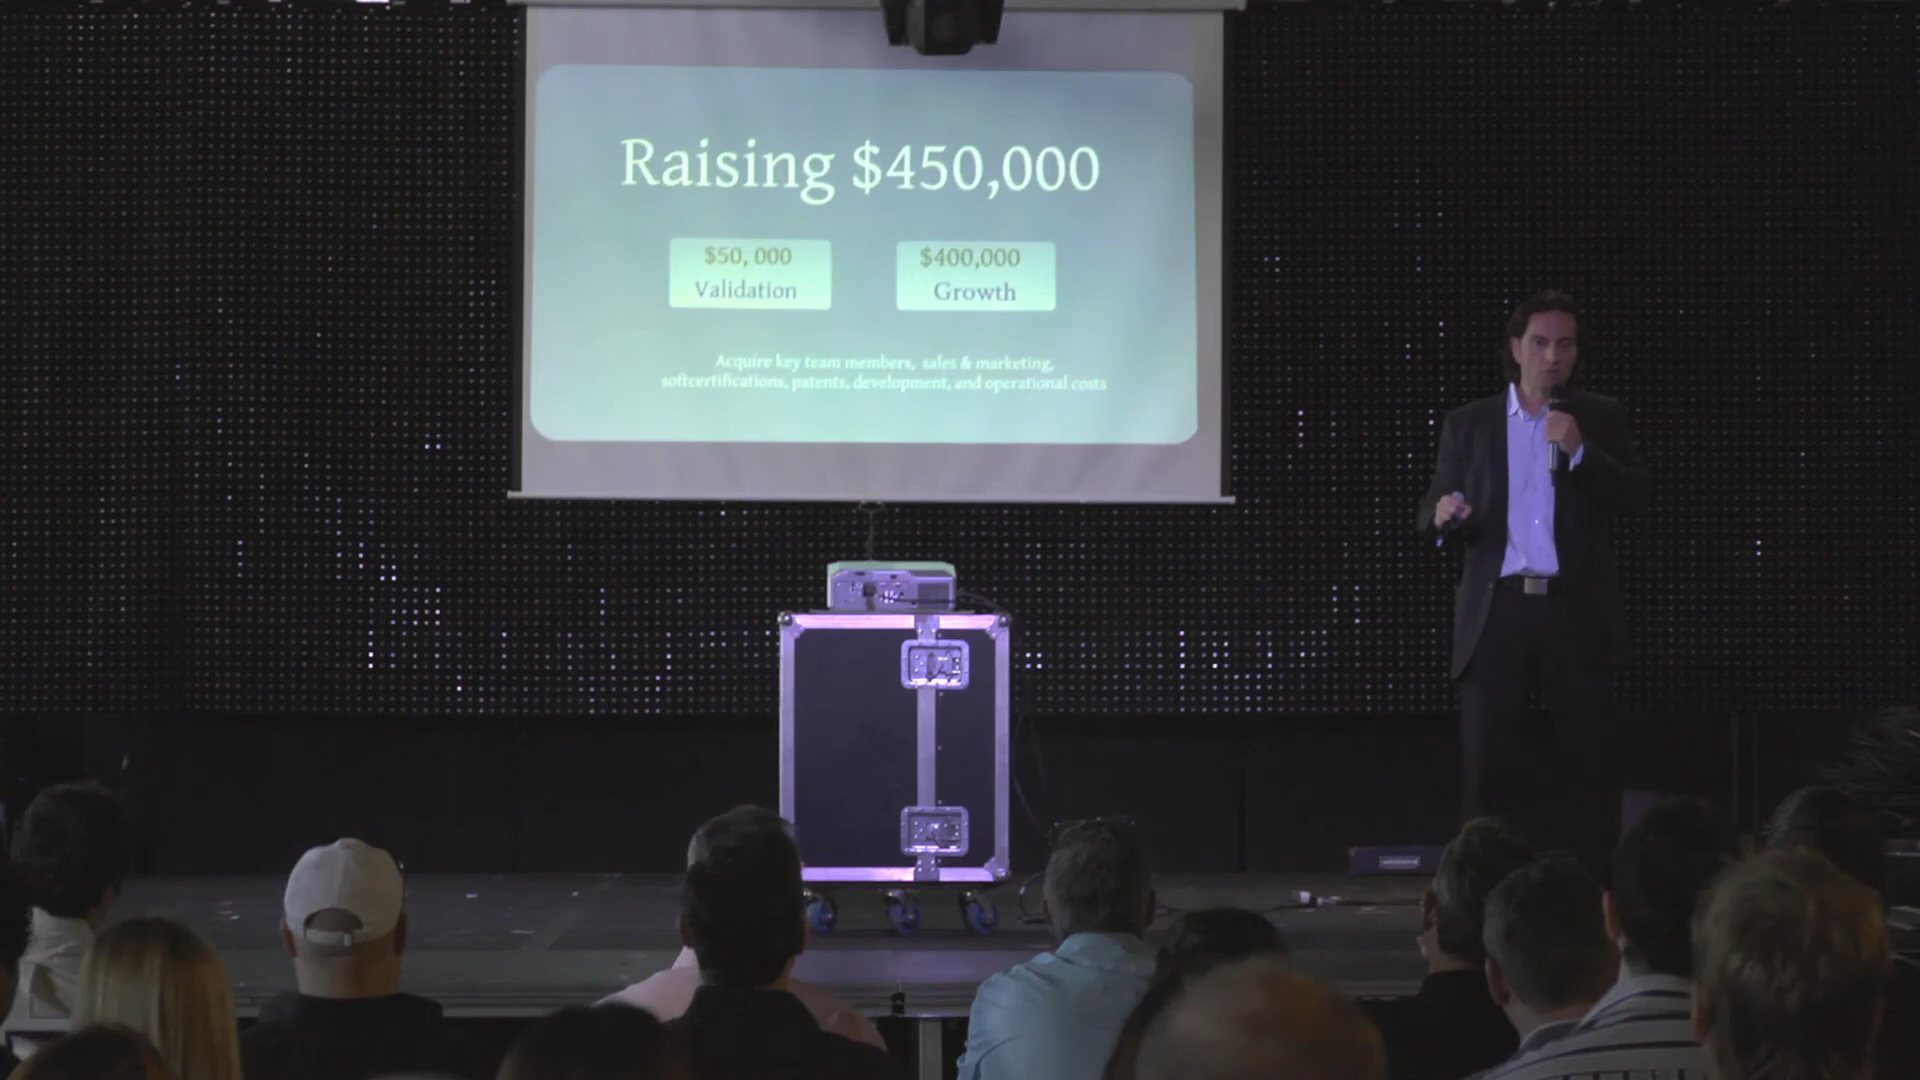 Raising $450,000
$50, 000
Validation
$400,000
Growth
Acquire key team members, sales & marketing,
softcertifications, patents, development, and operational costs